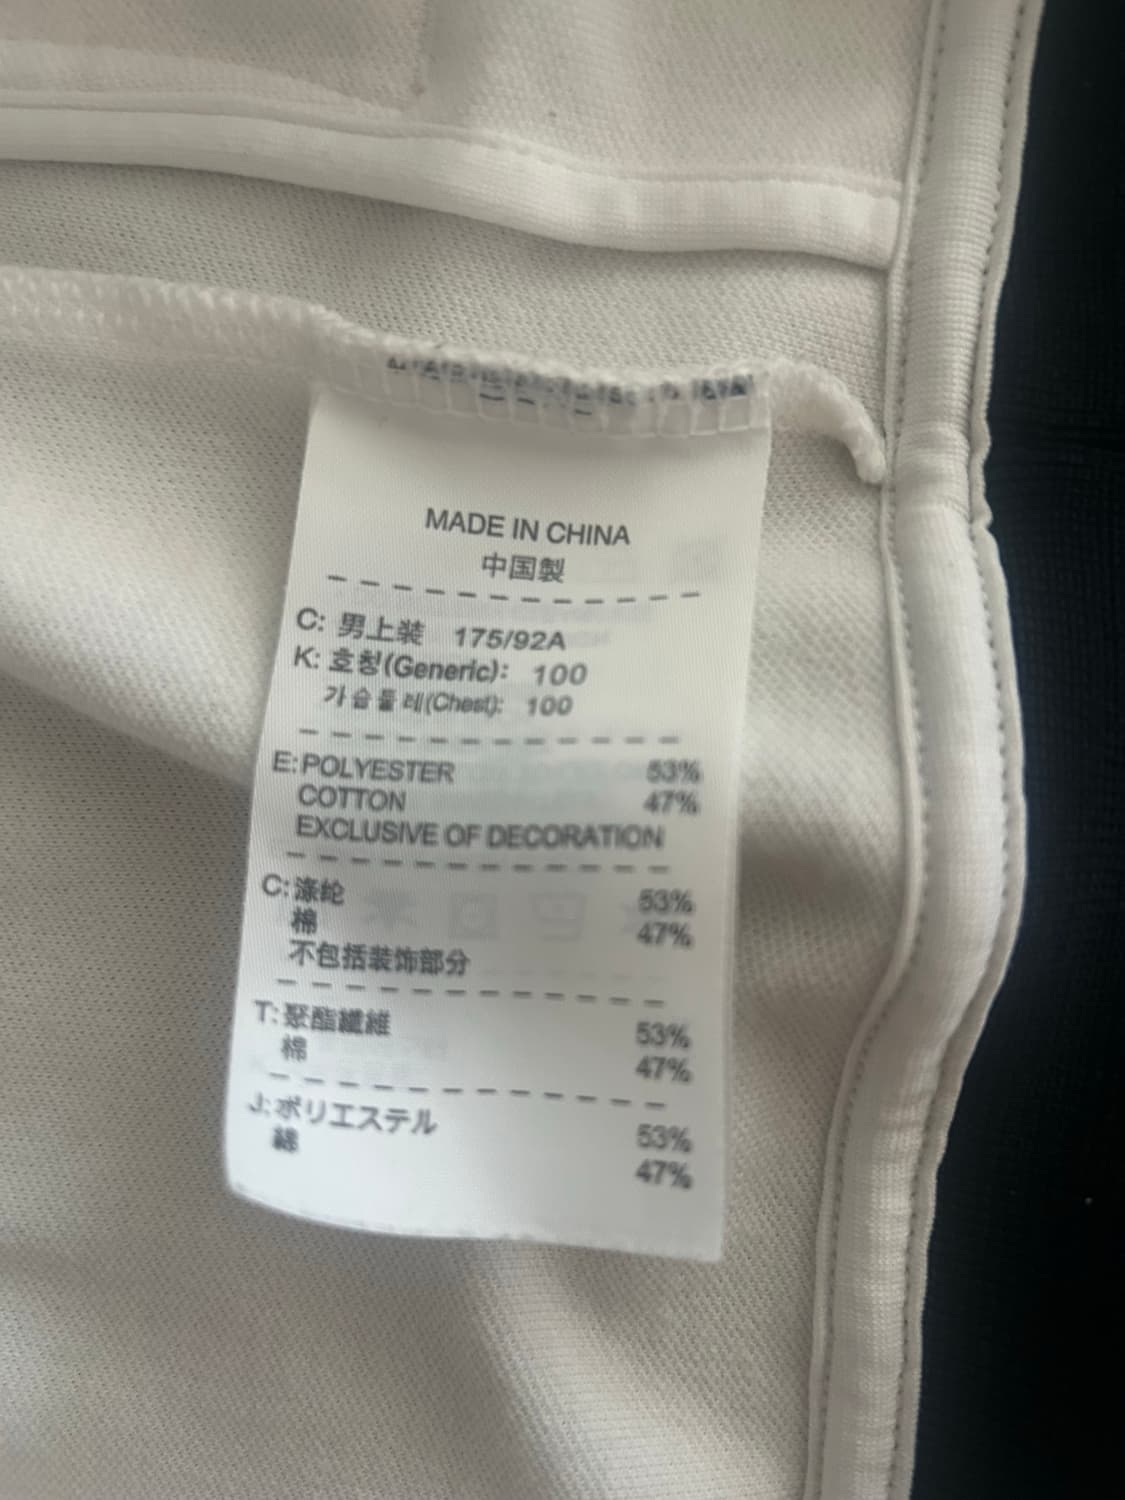 MADE IN CHINA
中国製
C: 男上装 175/92A
K: 호칭(Generic): 100
가슴둘레(Chest): 100
E: POLYESTER 53%
COTTON 47%
EXCLUSIVE OF DECORATION
C: 涤纶 53%
棉 47%
不包括装饰部分
T: 聚酯纖維 53%
棉 47%
J: ポリエステル 53%
綿 47%